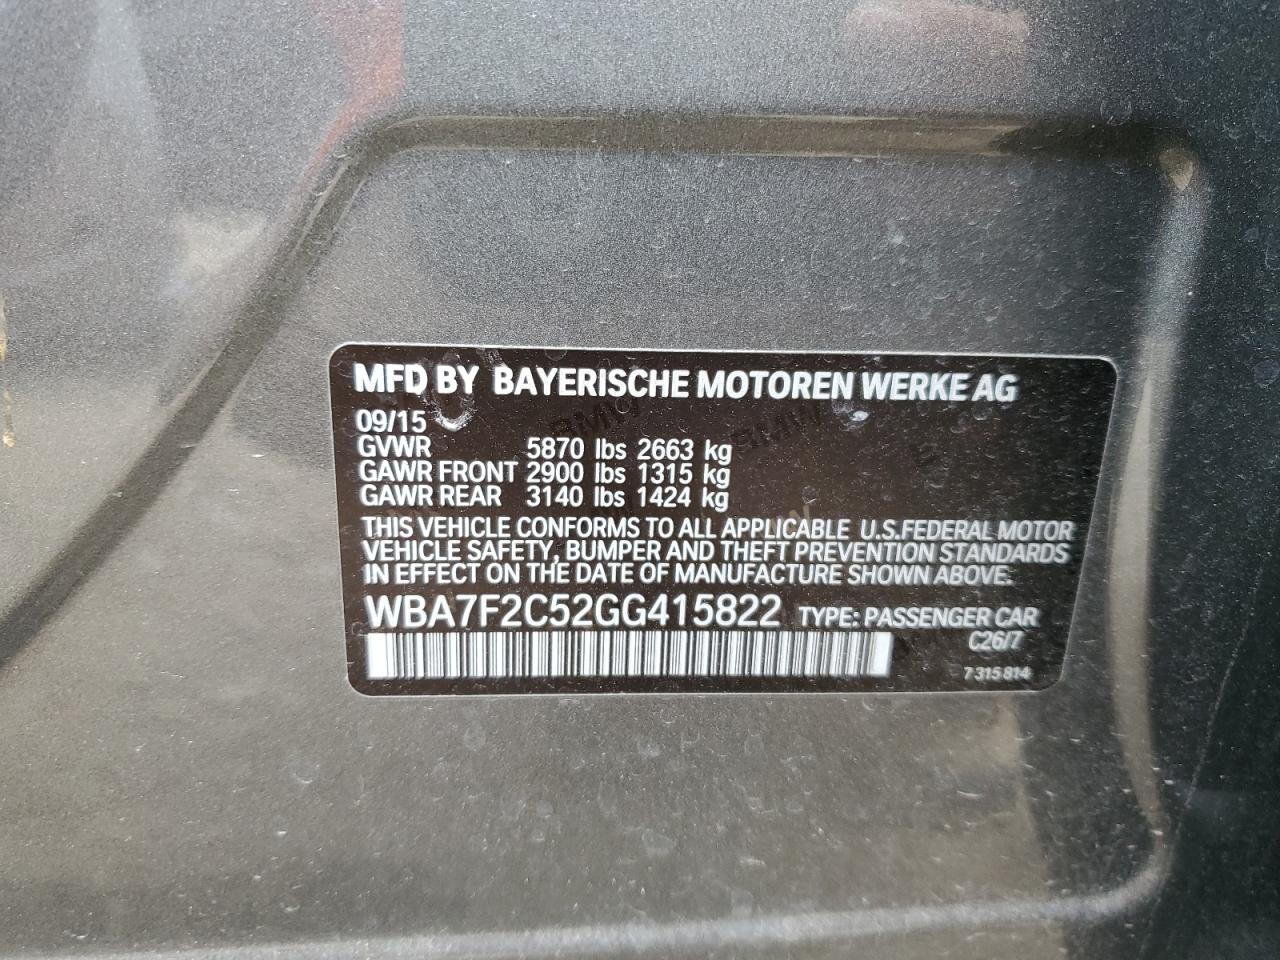 MFD BY BAYERISCHE MOTOREN WERKE AG
09/15
GVWR 5870 lbs 2663 kg
GAWR FRONT 2900 lbs 1315 kg
GAWR REAR 3140 lbs 1424 kg
THIS VEHICLE CONFORMS TO ALL APPLICABLE U.S.FEDERAL MOTOR
VEHICLE SAFETY, BUMPER AND THEFT PREVENTION STANDARDS
IN EFFECT ON THE DATE OF MANUFACTURE SHOWN ABOVE.
WBA7F2C52GG415822 TYPE: PASSENGER CAR
C26/7
7 315 814